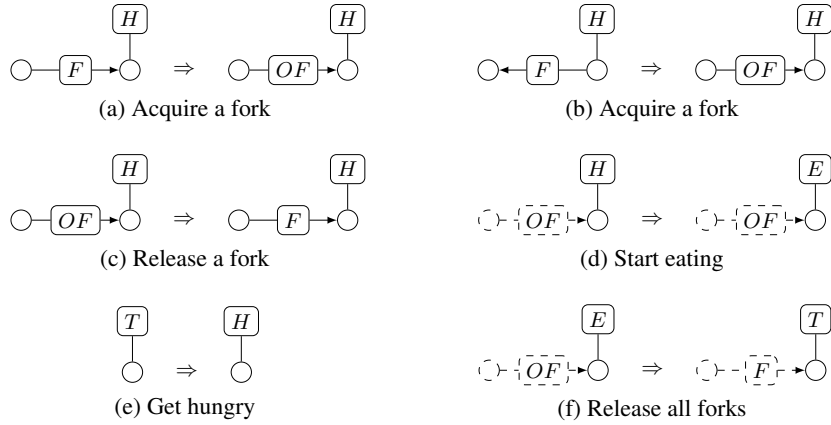 H ⇒ H
F OF
(a) Acquire a fork
H ⇒ H
F OF
(b) Acquire a fork
H ⇒ H
OF F
(c) Release a fork
H ⇒ E
OF OF
(d) Start eating
T ⇒ H
(e) Get hungry
E ⇒ T
OF F
(f) Release all forks